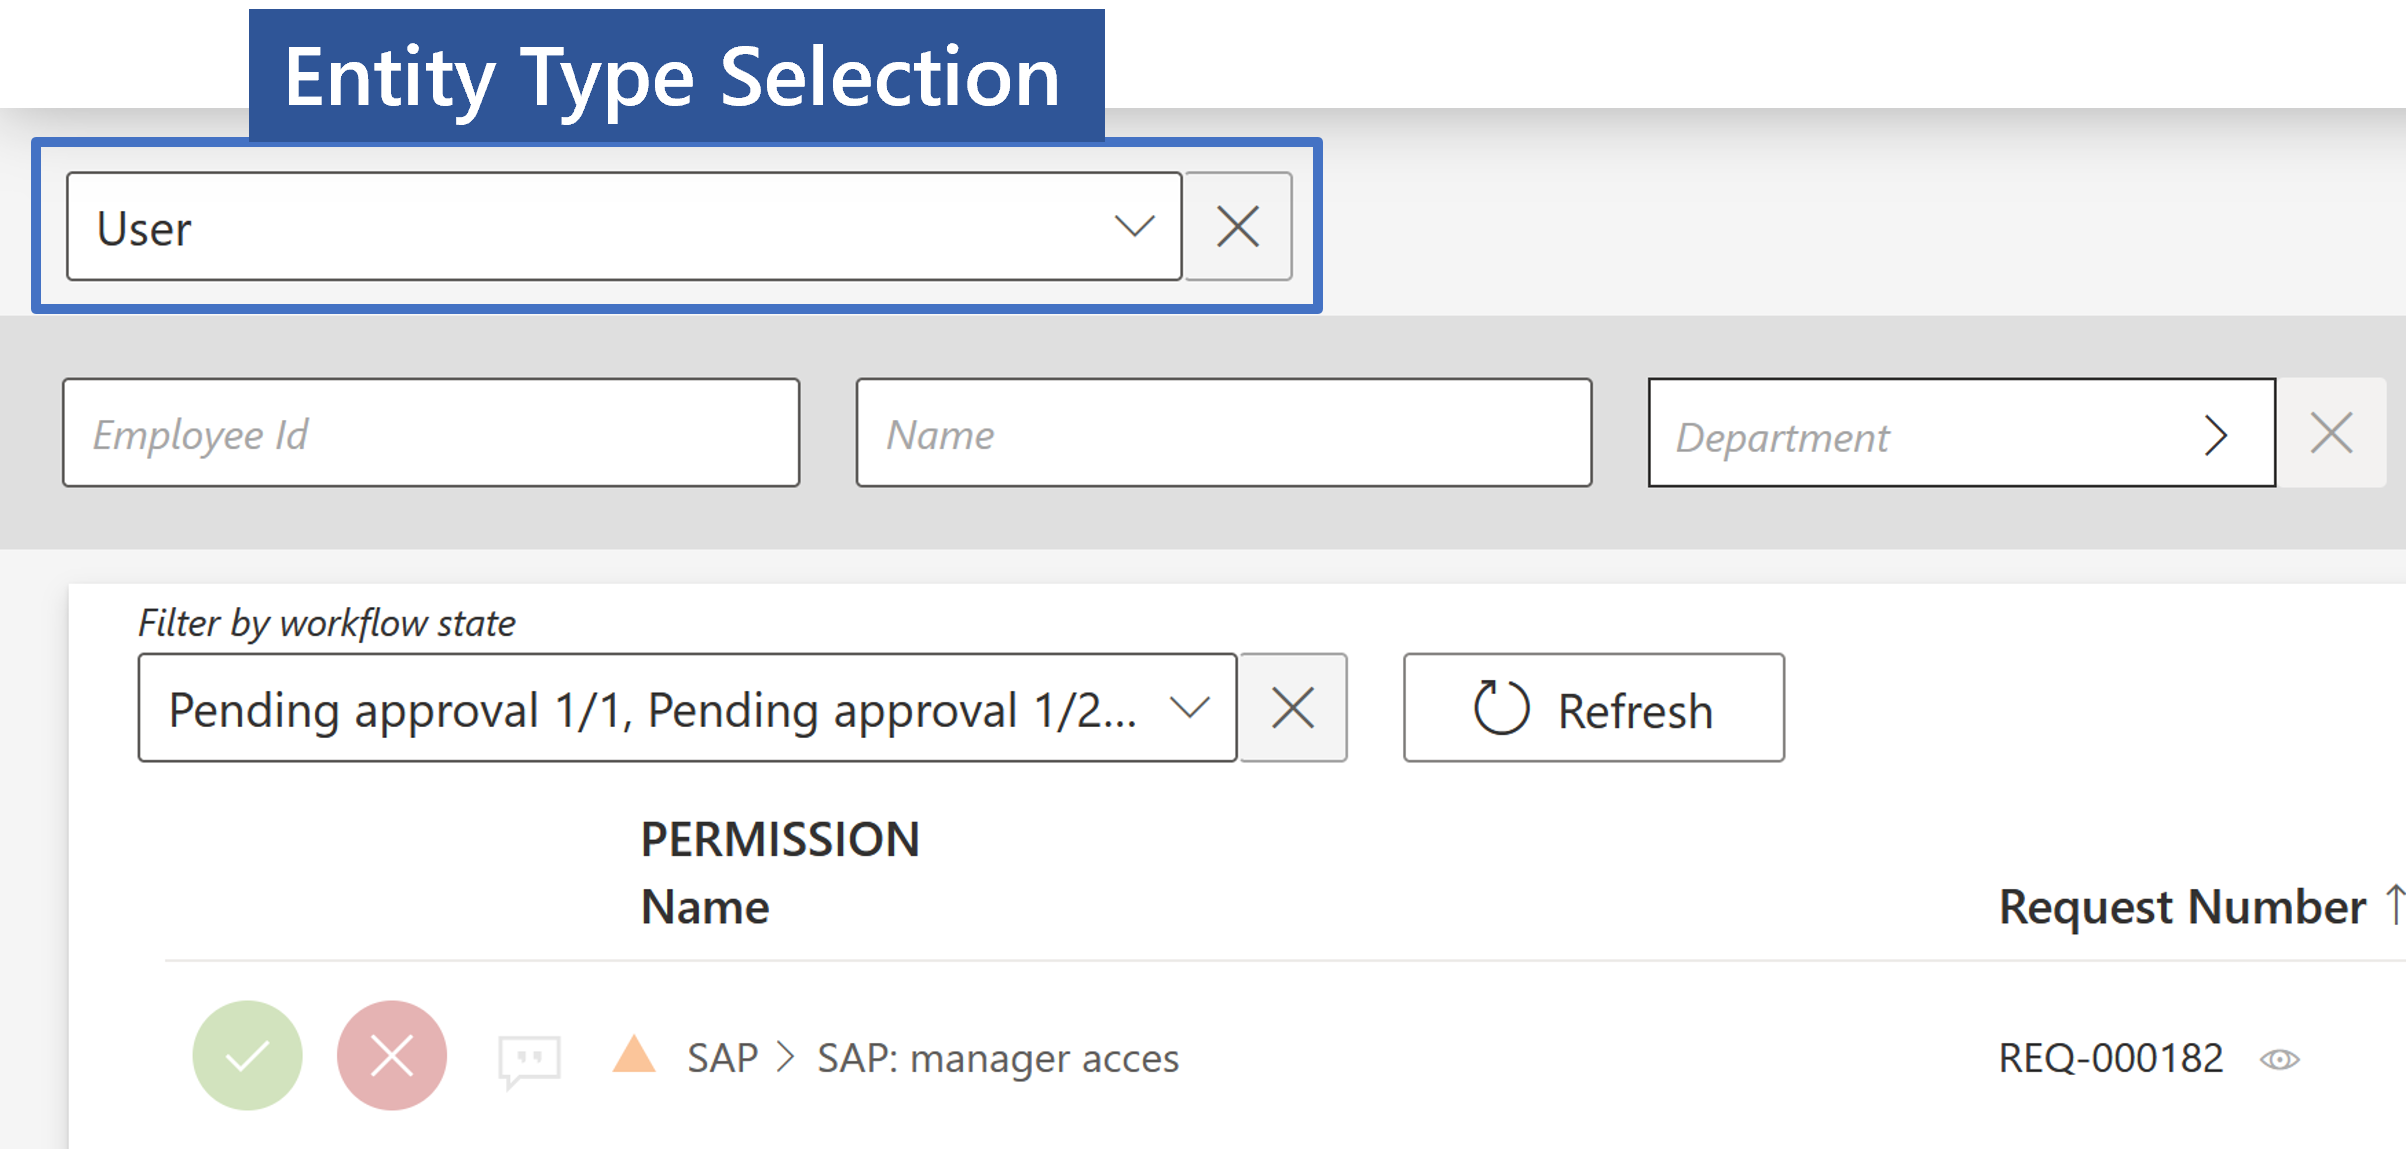 Entity Type Selection
User
Employee Id
Name
Department
Filter by workflow state
Pending approval 1/1, Pending approval 1/2...
Refresh
PERMISSION
Name
Request Number
SAP > SAP: manager acces
REQ-000182